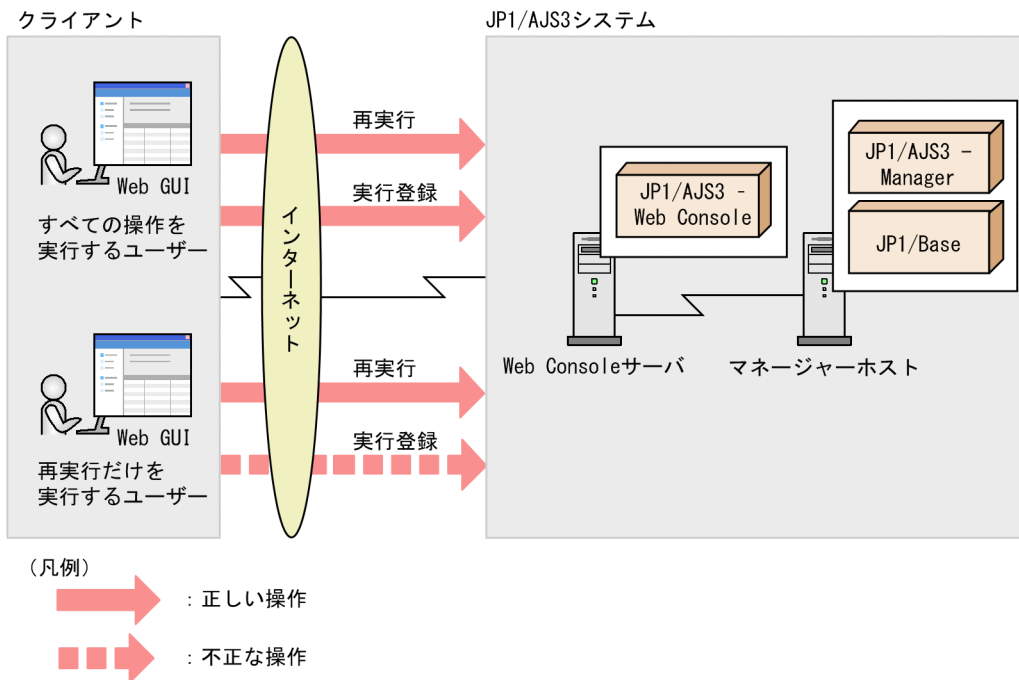 クライアント
JP1/AJS3システム
再実行
実行登録
Web GUI
すべての操作を
実行するユーザー
インターネット
JP1/AJS3 -
Web Console
JP1/AJS3 -
Manager
JP1/Base
Web Consoleサーバ
マネージャーホスト
再実行
実行登録
Web GUI
再実行だけを
実行するユーザー
(凡例)
：正しい操作
：不正な操作